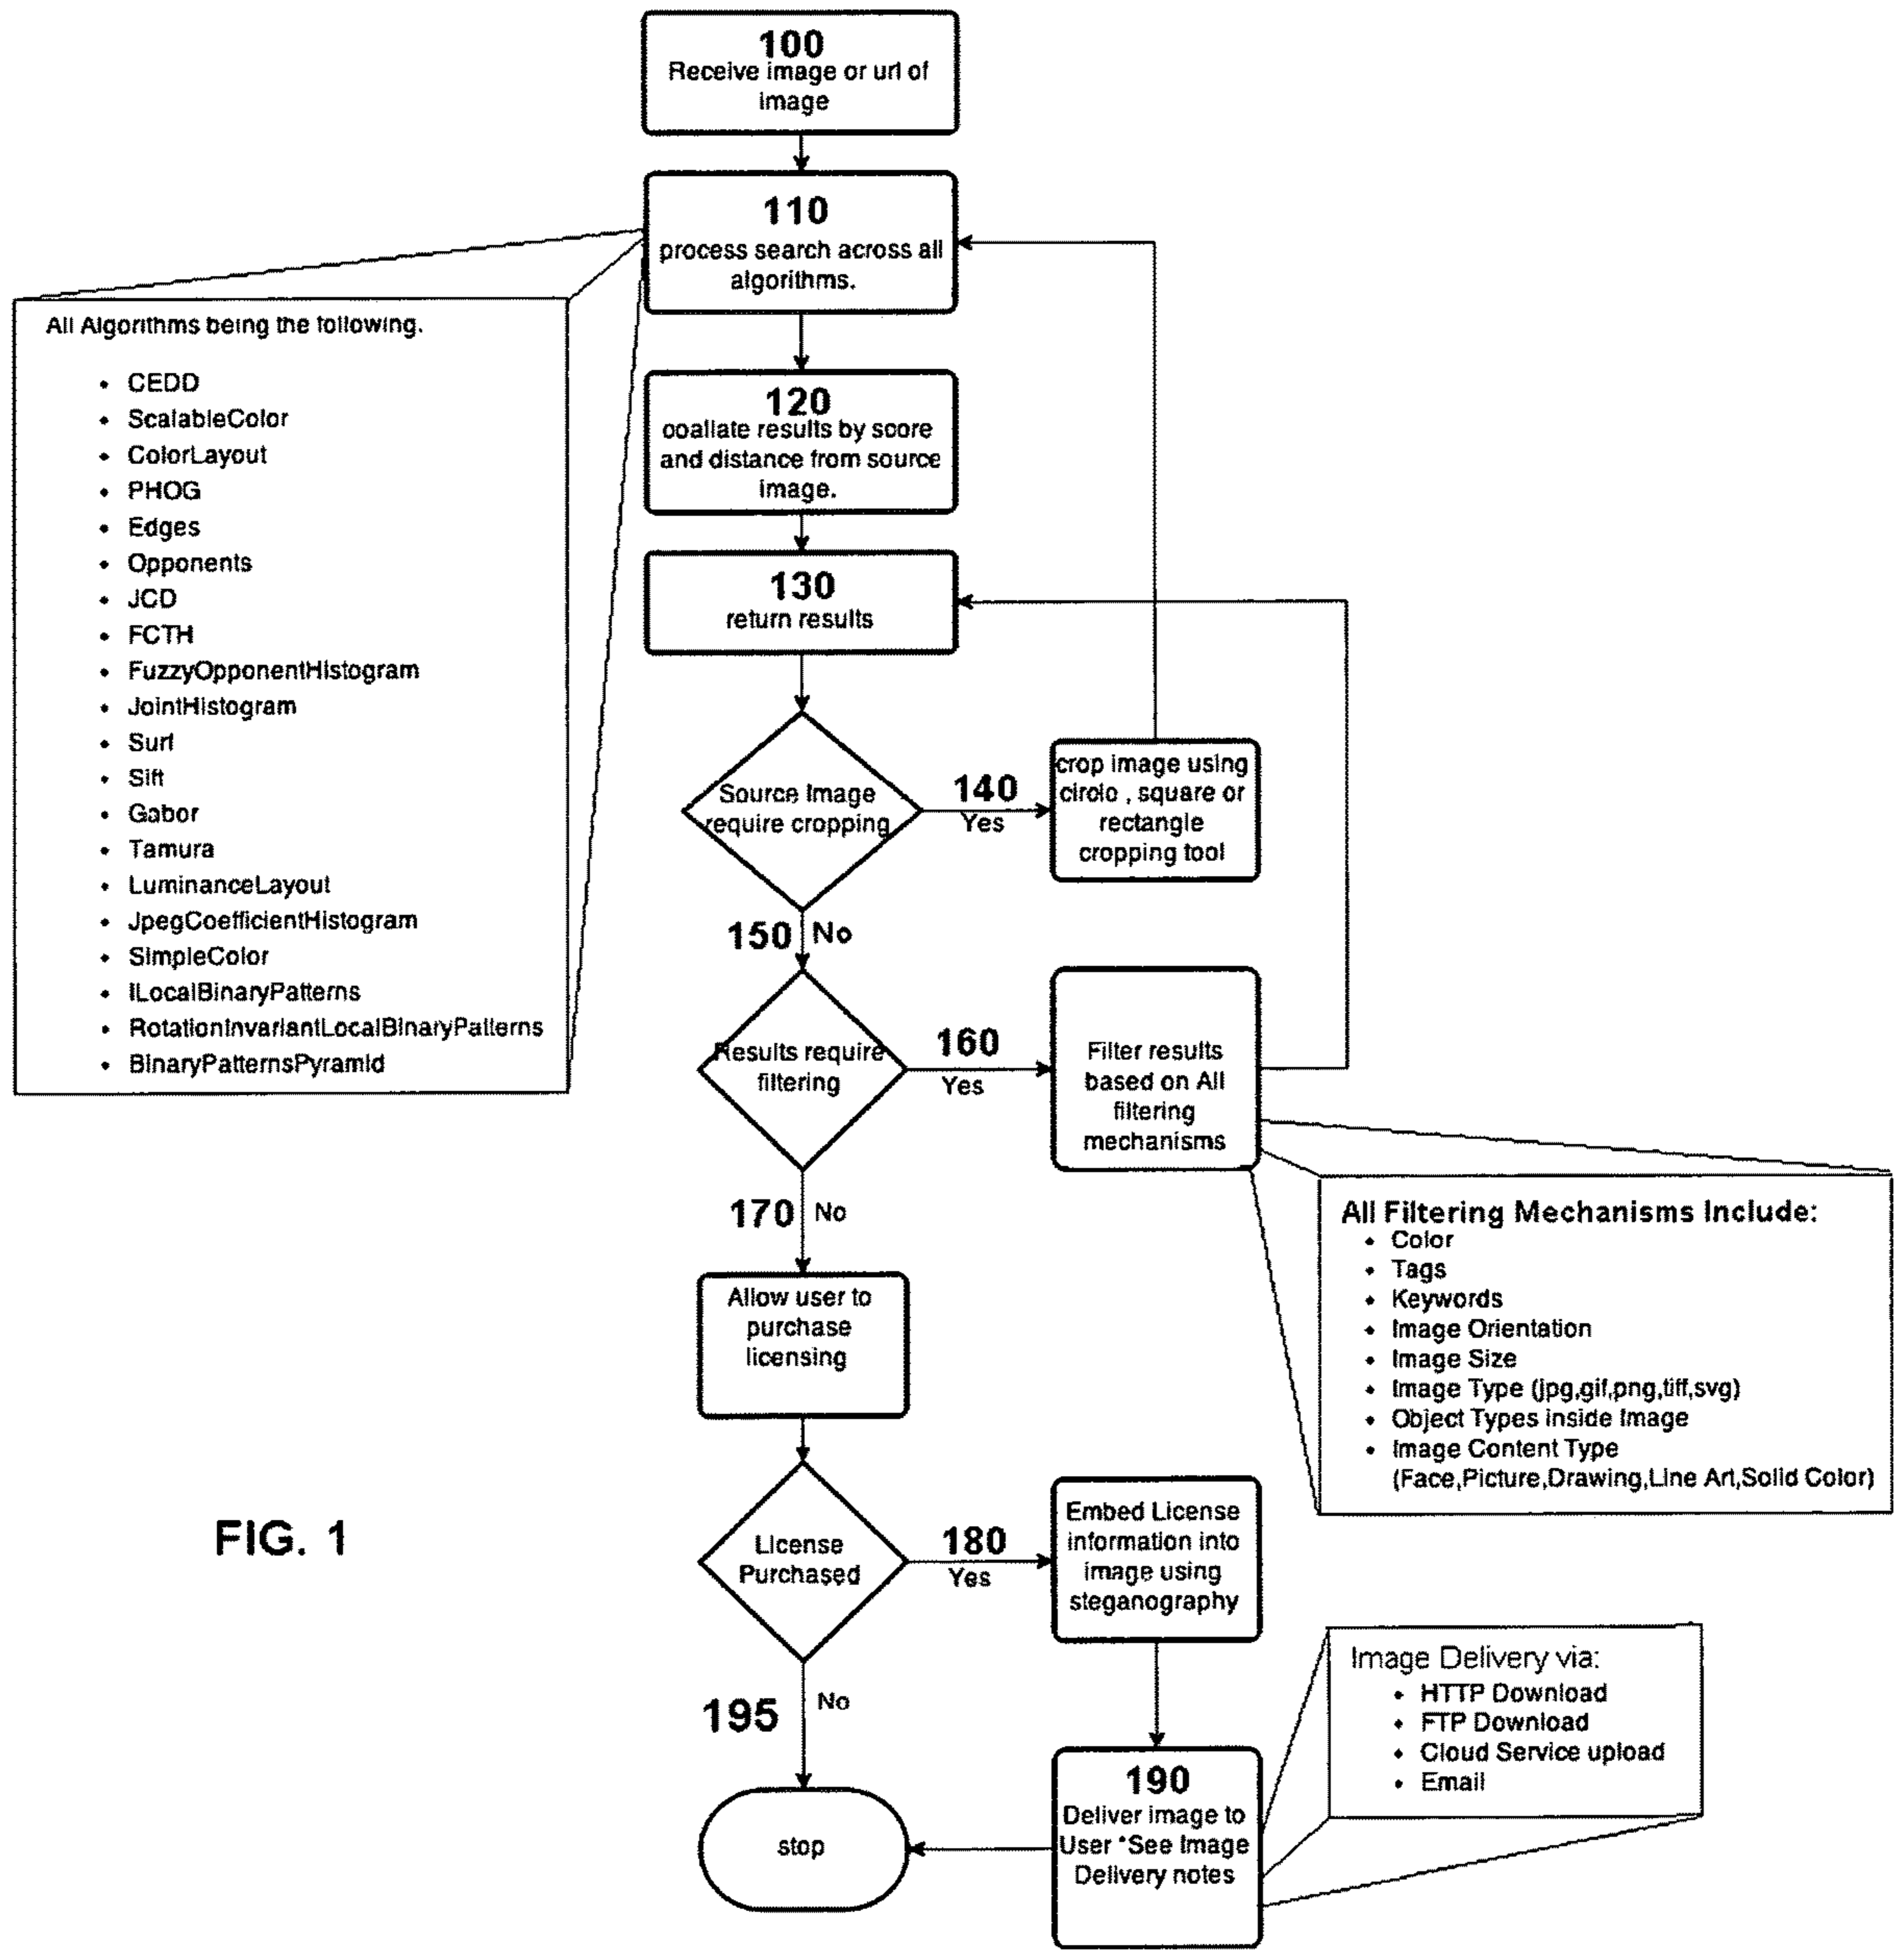 100
Receive image or url of
image
110
process search across all
algorithms.
All Algorithms being the following.
• CEDD
• ScalableColor
• ColorLayout
• PHOG
• Edges
• Opponents
• JCD
• FCTH
• FuzzyOpponentHistogram
• JointHistogram
• Surf
• Sift
• Gabor
• Tamura
• LuminanceLayout
• JpegCoefficientHistogram
• SimpleColor
• ILocalBinaryPatterns
• RotationInvariantLocalBinaryPatterns
• BinaryPatternsPyramid
120
coallate results by score
and distance from source
image.
130
return results
Source Image
require cropping
140
Yes
crop image using
circle , square or
rectangle
cropping tool
150 No
Results require
filtering
160
Yes
Filter results
based on All
filtering
mechanisms
All Filtering Mechanisms Include:
• Color
• Tags
• Keywords
• Image Orientation
• Image Size
• Image Type (jpg,gif,png,tiff,svg)
• Object Types inside Image
• Image Content Type
(Face,Picture,Drawing,Line Art,Solid Color)
170 No
Allow user to
purchase
licensing
License
Purchased
180
Yes
Embed License
information into
image using
steganography
195 No
stop
190
Deliver image to
User *See Image
Delivery notes
Image Delivery via:
• HTTP Download
• FTP Download
• Cloud Service upload
• Email
FIG. 1